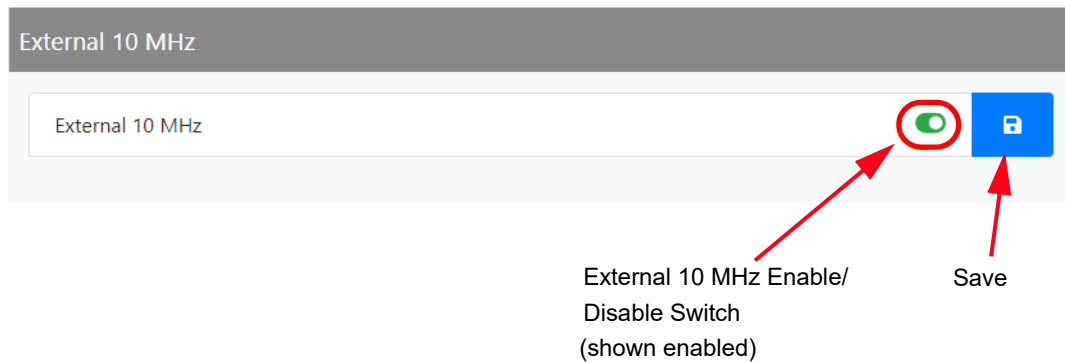 External 10 MHz
External 10 MHz
External 10 MHz Enable/
Disable Switch
(shown enabled)
Save